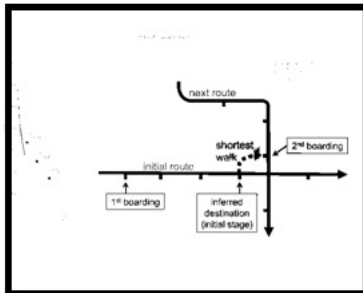 next route
shortest
walk
2nd boarding
initial route
1st boarding
inferred
destination
(initial stage)